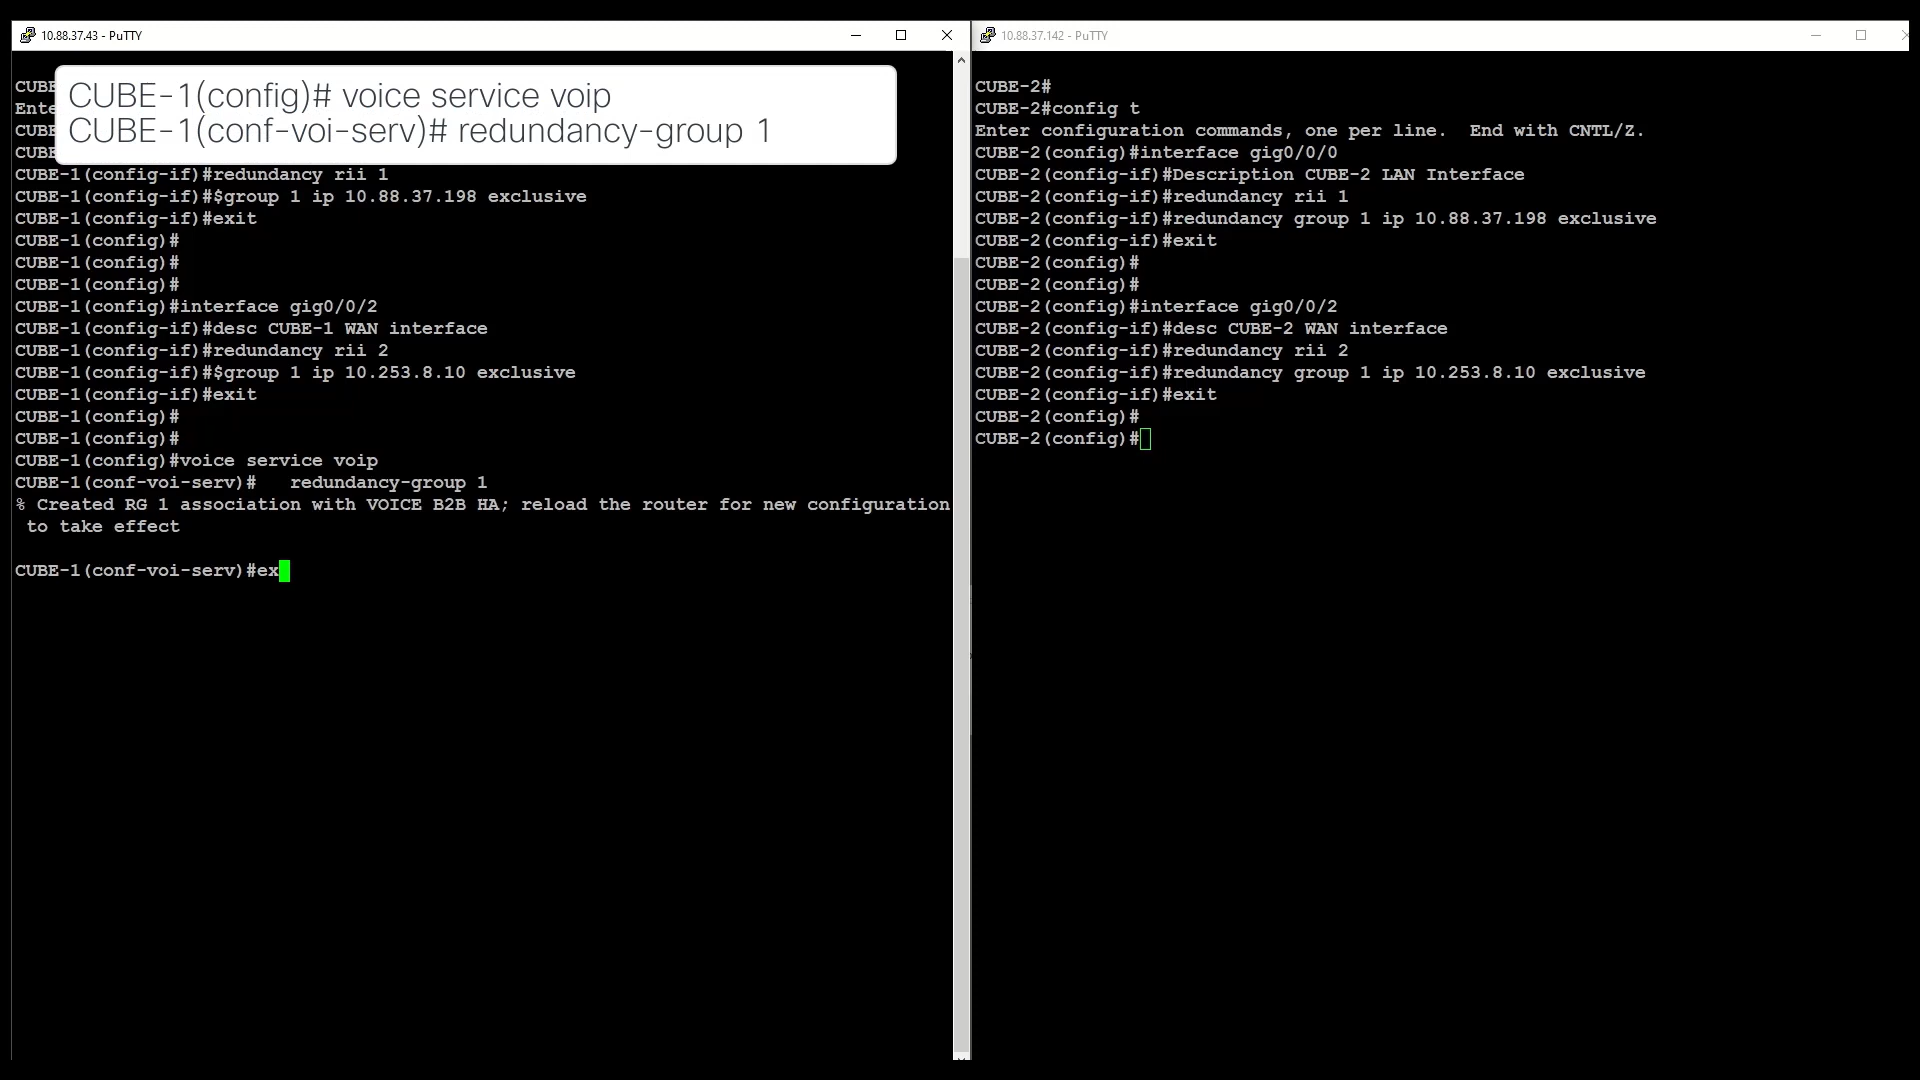 10.88.37.43 - PuTTY
CUBE-1(config)# voice service voip
CUBE-1(conf-voi-serv)# redundancy-group 1
CUBE
Ente
CUBE
CUBE
CUBE-1(config-if)#redundancy rii 1
CUBE-1(config-if)#$group 1 ip 10.88.37.198 exclusive
CUBE-1(config-if)#exit
CUBE-1(config)#
CUBE-1(config)#
CUBE-1(config)#
CUBE-1(config)#interface gig0/0/2
CUBE-1(config-if)#desc CUBE-1 WAN interface
CUBE-1(config-if)#redundancy rii 2
CUBE-1(config-if)#$group 1 ip 10.253.8.10 exclusive
CUBE-1(config-if)#exit
CUBE-1(config)#
CUBE-1(config)#
CUBE-1(config)#voice service voip
CUBE-1(conf-voi-serv)#   redundancy-group 1
% Created RG 1 association with VOICE B2B HA; reload the router for new configuration
 to take effect
CUBE-1(conf-voi-serv)#ex
10.88.37.142 - PuTTY
CUBE-2#
CUBE-2#config t
Enter configuration commands, one per line.  End with CNTL/Z.
CUBE-2(config)#interface gig0/0/0
CUBE-2(config-if)#Description CUBE-2 LAN Interface
CUBE-2(config-if)#redundancy rii 1
CUBE-2(config-if)#redundancy group 1 ip 10.88.37.198 exclusive
CUBE-2(config-if)#exit
CUBE-2(config)#
CUBE-2(config)#
CUBE-2(config)#interface gig0/0/2
CUBE-2(config-if)#desc CUBE-2 WAN interface
CUBE-2(config-if)#redundancy rii 2
CUBE-2(config-if)#redundancy group 1 ip 10.253.8.10 exclusive
CUBE-2(config-if)#exit
CUBE-2(config)#
CUBE-2(config)#